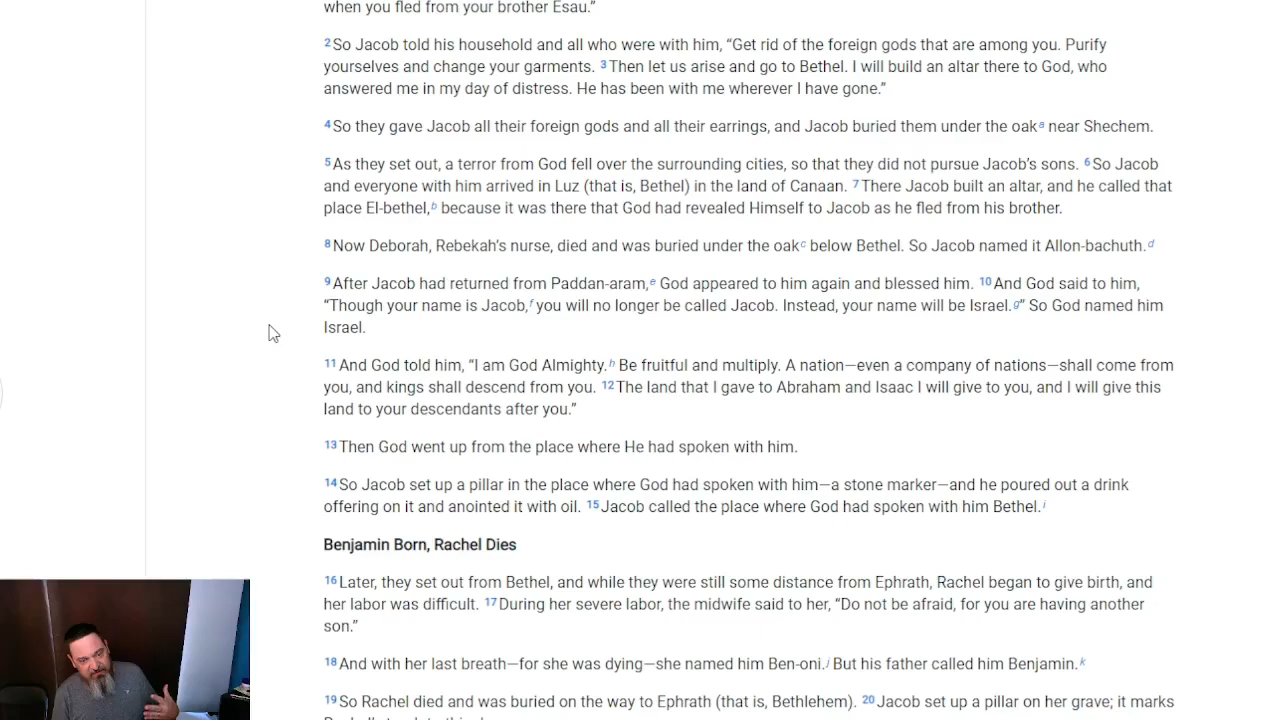 when you fled from your brother Esau.”
2 So Jacob told his household and all who were with him, “Get rid of the foreign gods that are among you. Purify
yourselves and change your garments. 3 Then let us arise and go to Bethel. I will build an altar there to God, who
answered me in my day of distress. He has been with me wherever I have gone.”
4 So they gave Jacob all their foreign gods and all their earrings, and Jacob buried them under the oak a near Shechem.
5 As they set out, a terror from God fell over the surrounding cities, so that they did not pursue Jacob’s sons. 6 So Jacob
and everyone with him arrived in Luz (that is, Bethel) in the land of Canaan. 7 There Jacob built an altar, and he called that
place El-bethel, b because it was there that God had revealed Himself to Jacob as he fled from his brother.
8 Now Deborah, Rebekah’s nurse, died and was buried under the oak c below Bethel. So Jacob named it Allon-bachuth. d
9 After Jacob had returned from Paddan-aram, e God appeared to him again and blessed him. 10 And God said to him,
“Though your name is Jacob, f you will no longer be called Jacob. Instead, your name will be Israel. g” So God named him
Israel.
11 And God told him, “I am God Almighty. h Be fruitful and multiply. A nation—even a company of nations—shall come from
you, and kings shall descend from you. 12 The land that I gave to Abraham and Isaac I will give to you, and I will give this
land to your descendants after you.”
13 Then God went up from the place where He had spoken with him.
14 So Jacob set up a pillar in the place where God had spoken with him—a stone marker—and he poured out a drink
offering on it and anointed it with oil. 15 Jacob called the place where God had spoken with him Bethel. i
Benjamin Born, Rachel Dies
16 Later, they set out from Bethel, and while they were still some distance from Ephrath, Rachel began to give birth, and
her labor was difficult. 17 During her severe labor, the midwife said to her, “Do not be afraid, for you are having another
son.”
18 And with her last breath—for she was dying—she named him Ben-oni. j But his father called him Benjamin. k
19 So Rachel died and was buried on the way to Ephrath (that is, Bethlehem). 20 Jacob set up a pillar on her grave; it marks